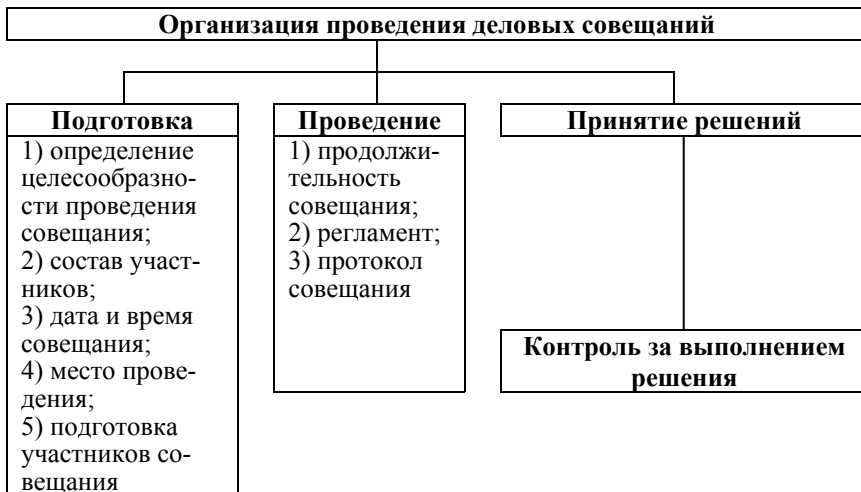 Организация проведения деловых совещаний
Подготовка
1) определение
целесообразно-
сти проведения
совещания;
2) состав участ-
ников;
3) дата и время
совещания;
4) место прове-
дения;
5) подготовка
участников со-
вещания
Проведение
1) продолжи-
тельность
совещания;
2) регламент;
3) протокол
совещания
Принятие решений
Контроль за выполнением
решения